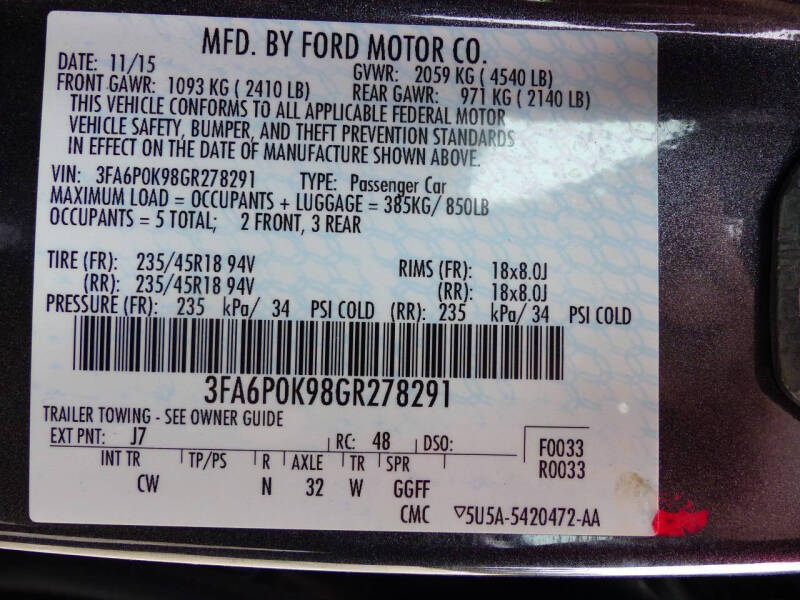 MFD. BY FORD MOTOR CO.
DATE: 11/15 GVWR: 2059 KG ( 4540 LB)
FRONT GAWR: 1093 KG ( 2410 LB) REAR GAWR: 971 KG ( 2140 LB)
THIS VEHICLE CONFORMS TO ALL APPLICABLE FEDERAL MOTOR
VEHICLE SAFETY, BUMPER, AND THEFT PREVENTION STANDARDS
IN EFFECT ON THE DATE OF MANUFACTURE SHOWN ABOVE.
VIN: 3FA6P0K98GR278291 TYPE: Passenger Car
MAXIMUM LOAD = OCCUPANTS + LUGGAGE = 385KG/ 850LB
OCCUPANTS = 5 TOTAL; 2 FRONT, 3 REAR
TIRE (FR): 235/45R18 94V RIMS (FR): 18x8.0J
(RR): 235/45R18 94V (RR): 18x8.0J
PRESSURE (FR): 235 kPa/ 34 PSI COLD (RR): 235 kPa/ 34 PSI COLD
3FA6P0K98GR278291
TRAILER TOWING - SEE OWNER GUIDE
EXT PNT: J7 RC: 48 DSO: F0033
R0033
INT TR TP/PS R AXLE TR SPR
CW N 32 W GGFF
CMC ▽5U5A-5420472-AA